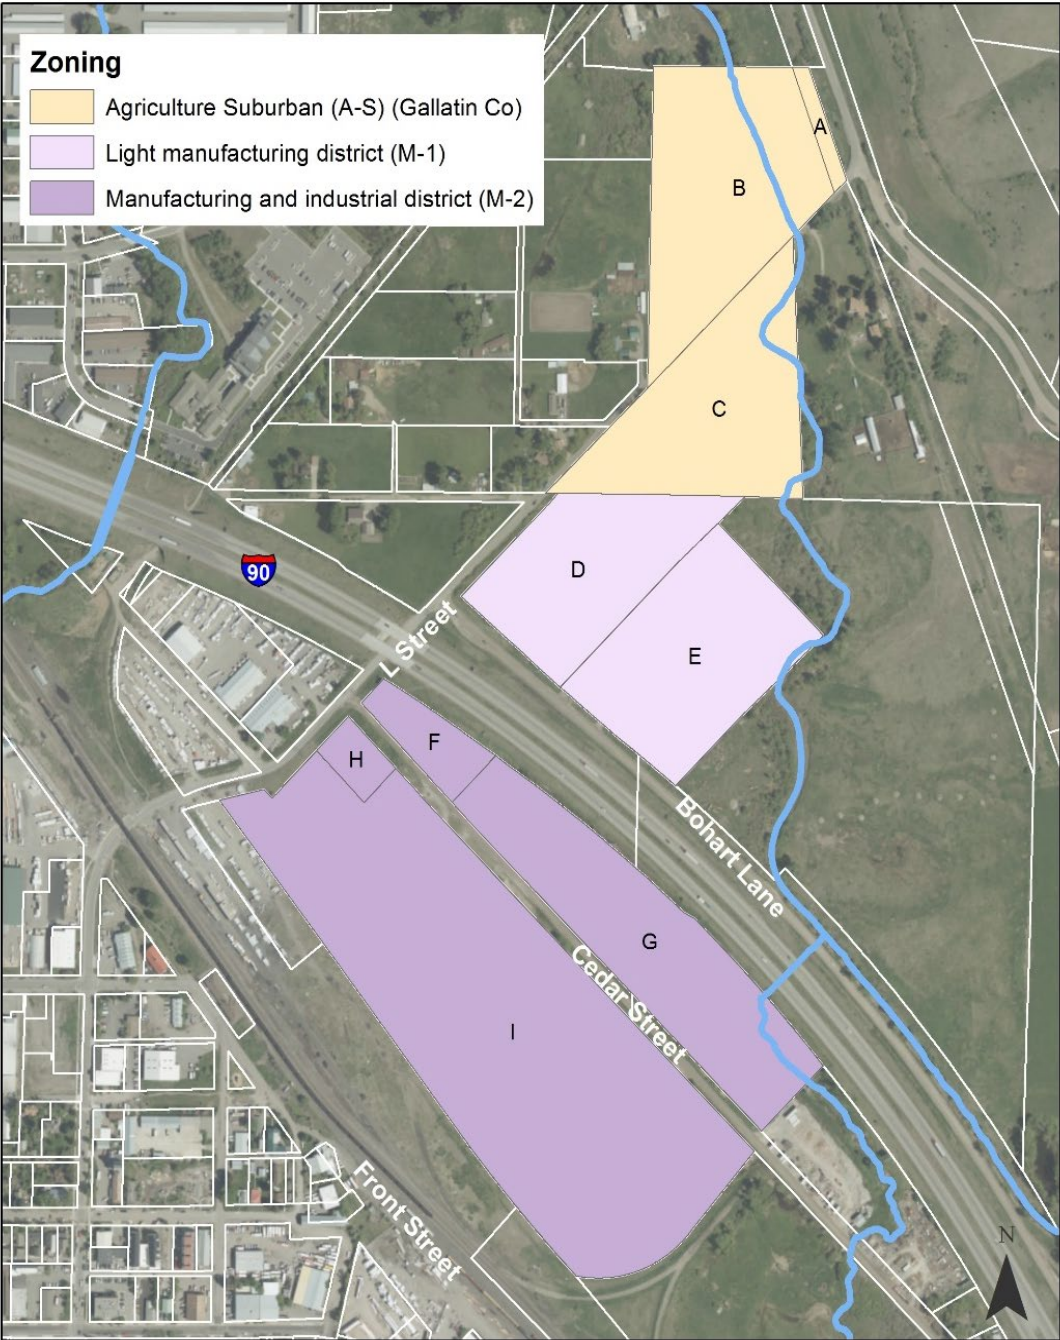 Zoning
Agriculture Suburban (A-S) (Gallatin Co)
Light manufacturing district (M-1)
Manufacturing and industrial district (M-2)
A
B
C
D
90
L Street
E
F
H
Bohart Lane
G
Cedar Street
I
Front Street
N